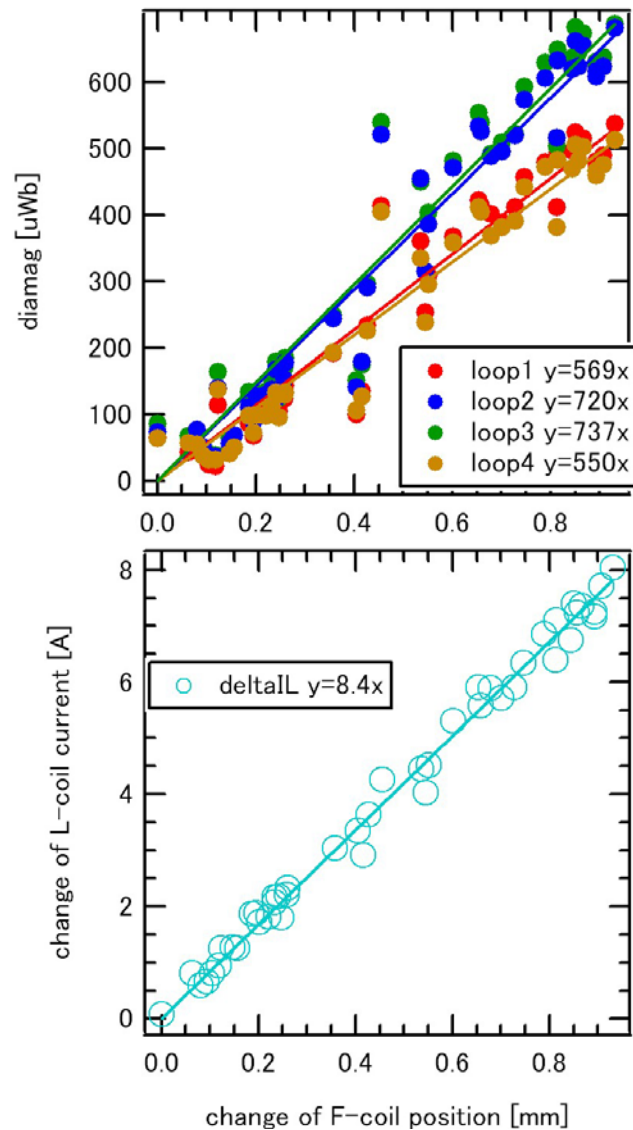 600
500
400
300
200
100
0
diamag [uWb]
loop1 y=569x
loop2 y=720x
loop3 y=737x
loop4 y=550x
0.0 0.2 0.4 0.6 0.8
8
6
4
2
0
change of L-coil current [A]
deltaIL y=8.4x
0.0 0.2 0.4 0.6 0.8
change of F-coil position [mm]